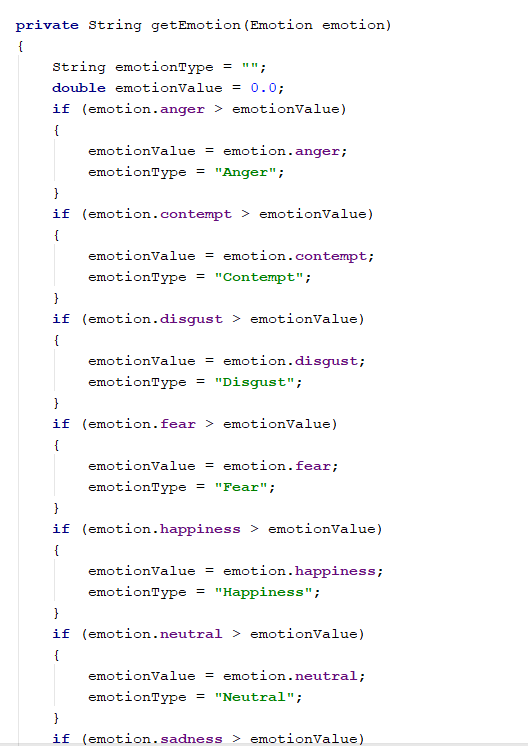 private String getEmotion(Emotion emotion)
{
    String emotionType = "";
    double emotionValue = 0.0;
    if (emotion.anger > emotionValue)
    {
        emotionValue = emotion.anger;
        emotionType = "Anger";
    }
    if (emotion.contempt > emotionValue)
    {
        emotionValue = emotion.contempt;
        emotionType = "Contempt";
    }
    if (emotion.disgust > emotionValue)
    {
        emotionValue = emotion.disgust;
        emotionType = "Disgust";
    }
    if (emotion.fear > emotionValue)
    {
        emotionValue = emotion.fear;
        emotionType = "Fear";
    }
    if (emotion.happiness > emotionValue)
    {
        emotionValue = emotion.happiness;
        emotionType = "Happiness";
    }
    if (emotion.neutral > emotionValue)
    {
        emotionValue = emotion.neutral;
        emotionType = "Neutral";
    }
    if (emotion.sadness > emotionValue)